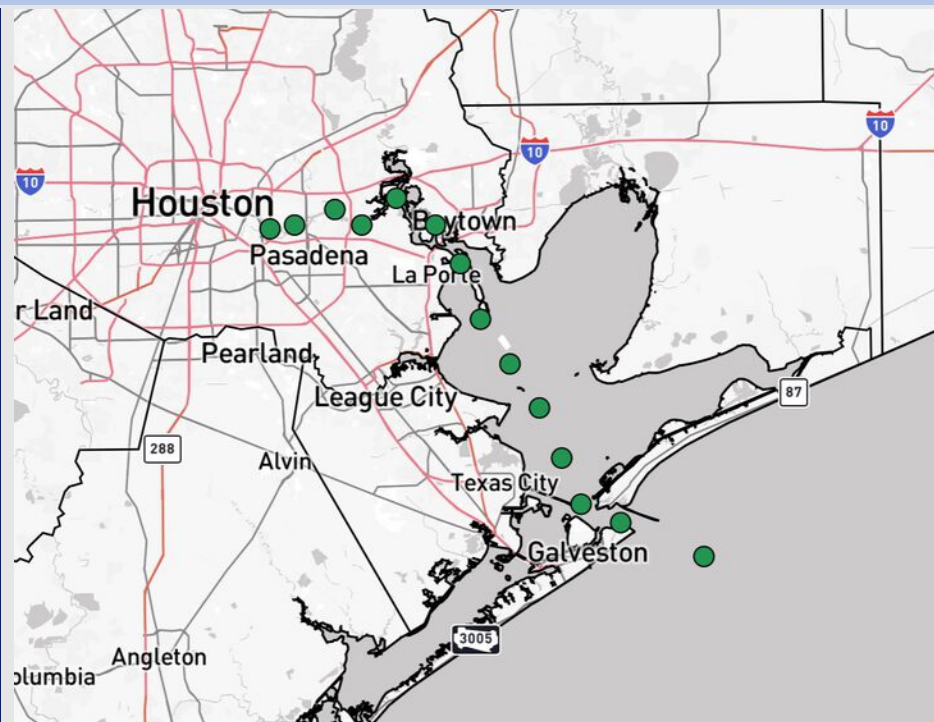 10
10
10
Houston
Baytown
Pasadena
La Porte
r Land
Pearland
League City
87
288
Alvin
Texas City
Galveston
3005
Angleton
olumbia